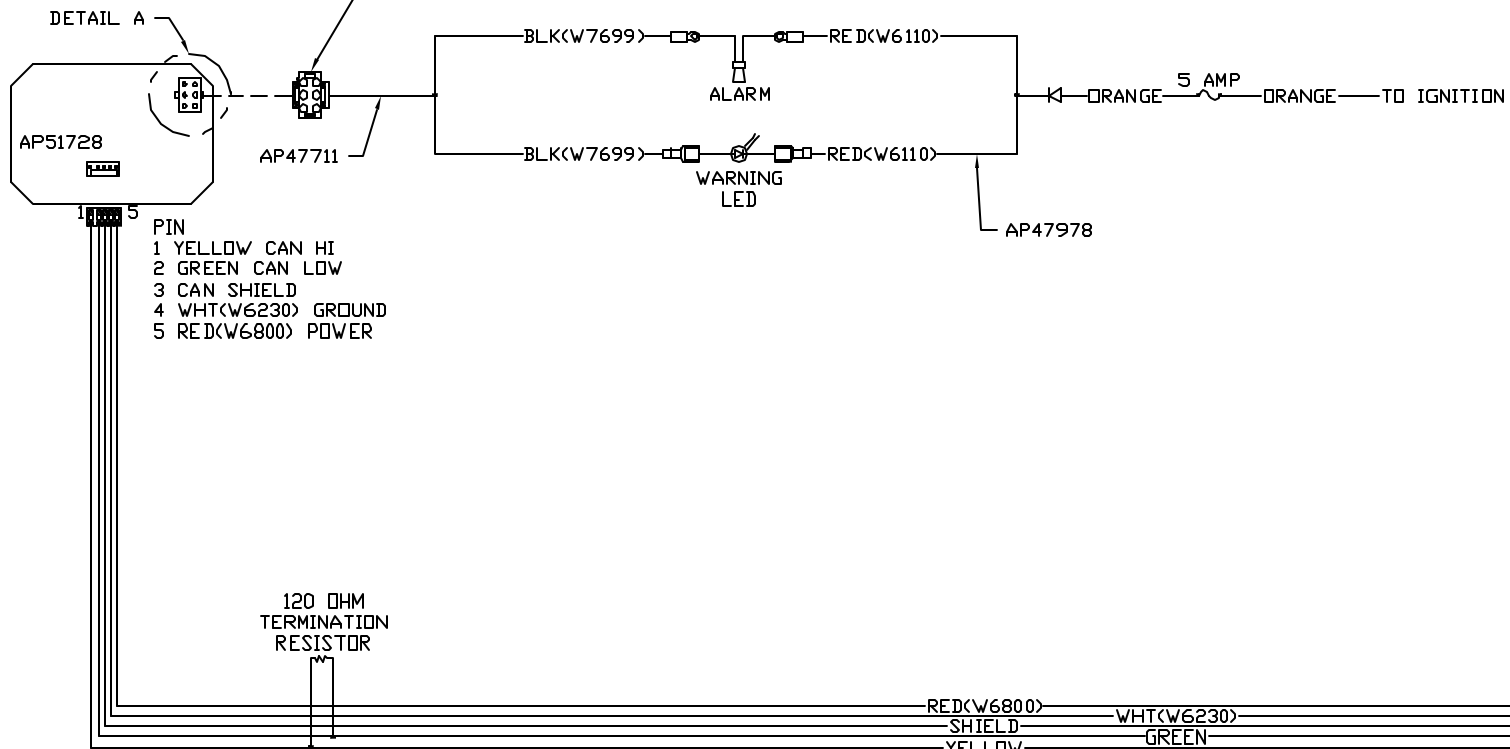 DETAIL A
BLK(W7699)
RED(W6110)
ALARM
5 AMP
ORANGE
ORANGE
TO IGNITION
AP51728
AP47711
BLK(W7699)
RED(W6110)
WARNING
LED
AP47978
1
5
PIN
1 YELLOW CAN HI
2 GREEN CAN LOW
3 CAN SHIELD
4 WHT(W6230) GROUND
5 RED(W6800) POWER
120 OHM
TERMINATION
RESISTOR
RED(W6800)
WHT(W6230)
SHIELD
GREEN
YELLOW